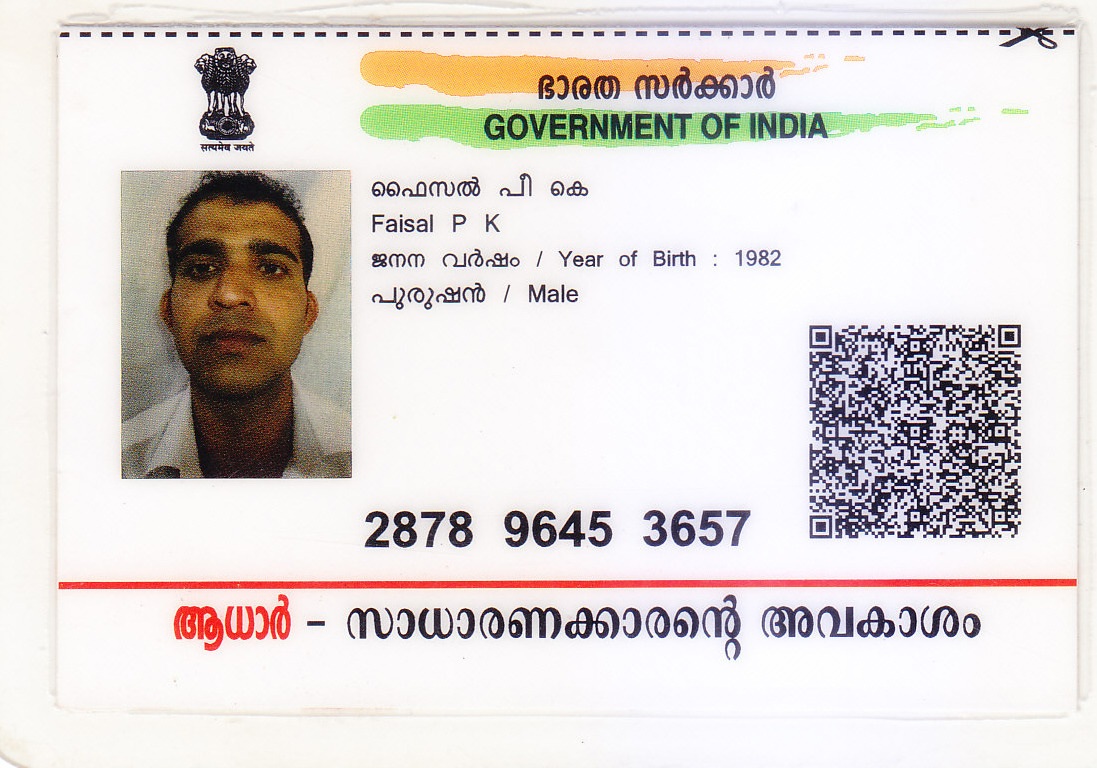 ഭാരത സർക്കാർ
GOVERNMENT OF INDIA
सत्यमेव जयते
ഫൈസൽ പീ കെ
Faisal P K
ജനന വർഷം / Year of Birth : 1982
പുരുഷൻ / Male
2878 9645 3657
ആധാർ – സാധാരണക്കാരന്റെ അവകാശം